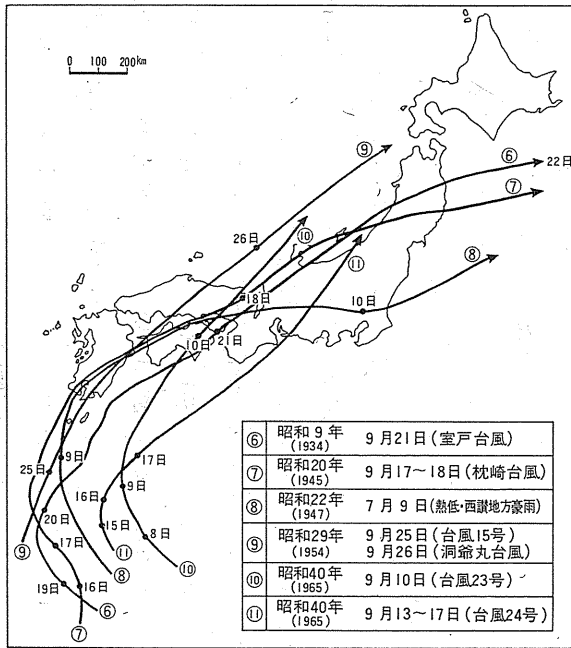 0 100 200km
⑨
⑥
22日
⑦
26日
⑩
⑪
⑧
18日
10日
10日
21日
9日
25日
17日
16日
9日
20日
15日
8日
17日
⑨
⑪
⑧
⑩
19日
16日
⑥
⑦
⑥ 昭和9年 (1934) 9月21日(室戸台風)
⑦ 昭和20年 (1945) 9月17~18日(枕崎台風)
⑧ 昭和22年 (1947) 7月9日(熱低・西讃地方豪雨)
⑨ 昭和29年 (1954) 9月25日(台風15号)
9月26日(洞爺丸台風)
⑩ 昭和40年 (1965) 9月10日(台風23号)
⑪ 昭和40年 (1965) 9月13~17日(台風24号)